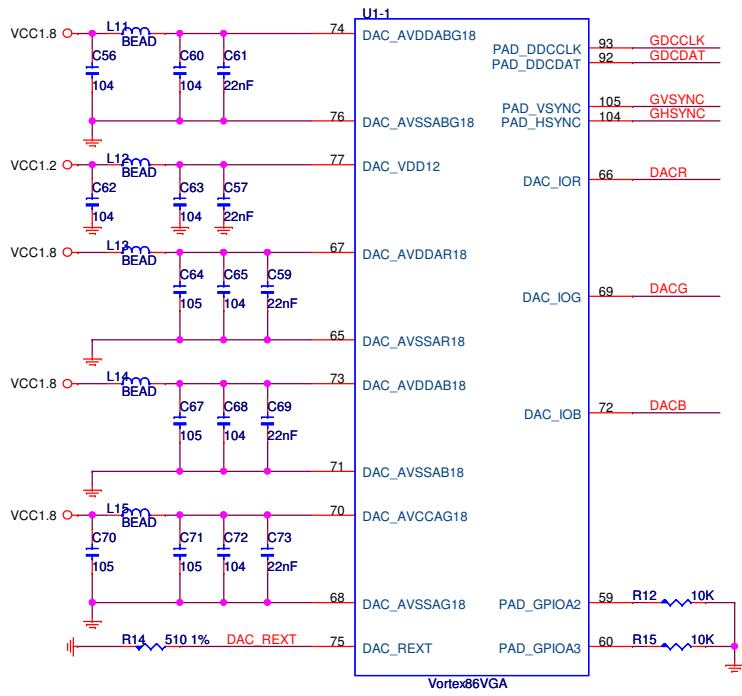 U1-1
VCC1.8 L11 BEAD 74 DAC_AVDDABG18
C56 104 C60 104 C61 22nF
93 PAD_DDCCLK GDCCLK
92 PAD_DDCDAT GDCDAT
105 PAD_VSYNC GVSYNC
76 DAC_AVSSABG18 PAD_HSYNC 104 GHSYNC
VCC1.2 L12 BEAD 77 DAC_VDD12
C62 104 C63 104 C57 22nF
DAC_IOR 66 DACR
VCC1.8 L13 BEAD 67 DAC_AVDDAR18
C64 105 C65 104 C59 22nF
DAC_IOG 69 DACG
65 DAC_AVSSAR18
VCC1.8 L14 BEAD 73 DAC_AVDDAB18
C67 105 C68 104 C69 22nF
DAC_IOB 72 DACB
71 DAC_AVSSAB18
VCC1.8 L15 BEAD 70 DAC_AVCCAG18
C70 105 C71 105 C72 104 C73 22nF
68 DAC_AVSSAG18 PAD_GPIOA2 59 R12 10K
R14 510 1% DAC_REXT 75 DAC_REXT PAD_GPIOA3 60 R15 10K
Vortex86VGA